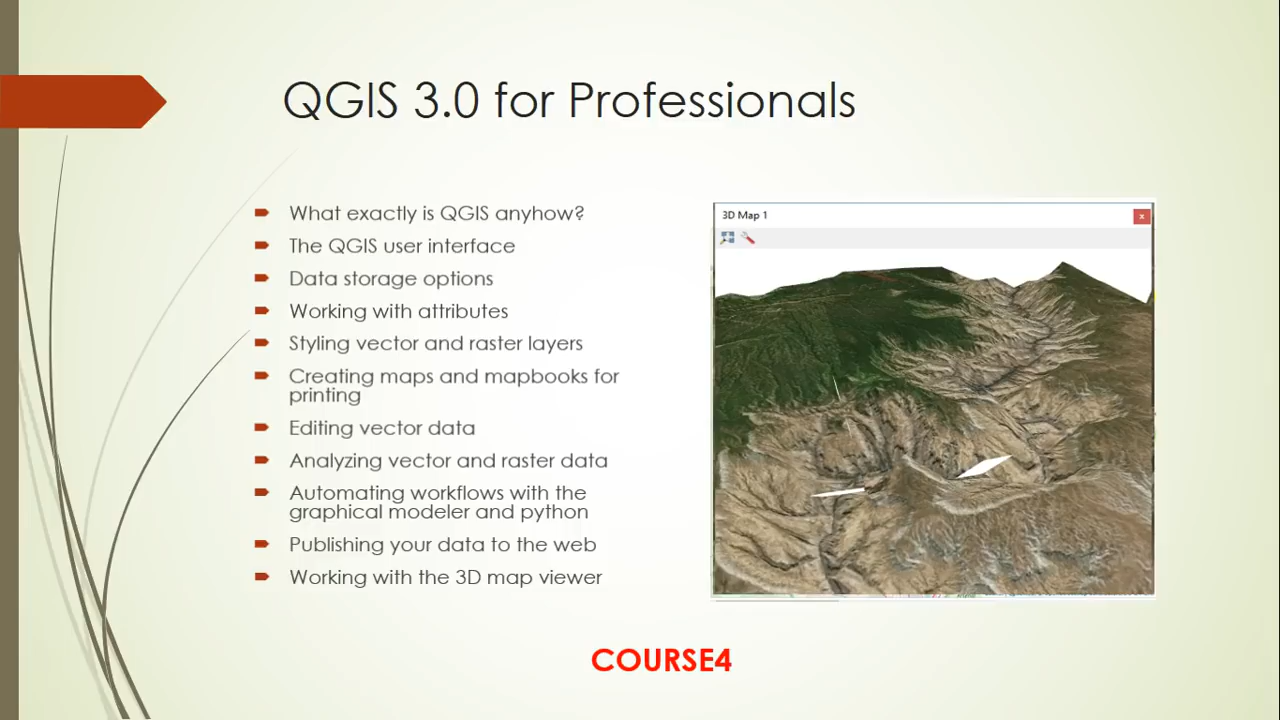 QGIS 3.0 for Professionals
What exactly is QGIS anyhow?
The QGIS user interface
Data storage options
Working with attributes
Styling vector and raster layers
Creating maps and mapbooks for
printing
Editing vector data
Analyzing vector and raster data
Automating workflows with the
graphical modeler and python
Publishing your data to the web
Working with the 3D map viewer
3D Map 1
COURSE4